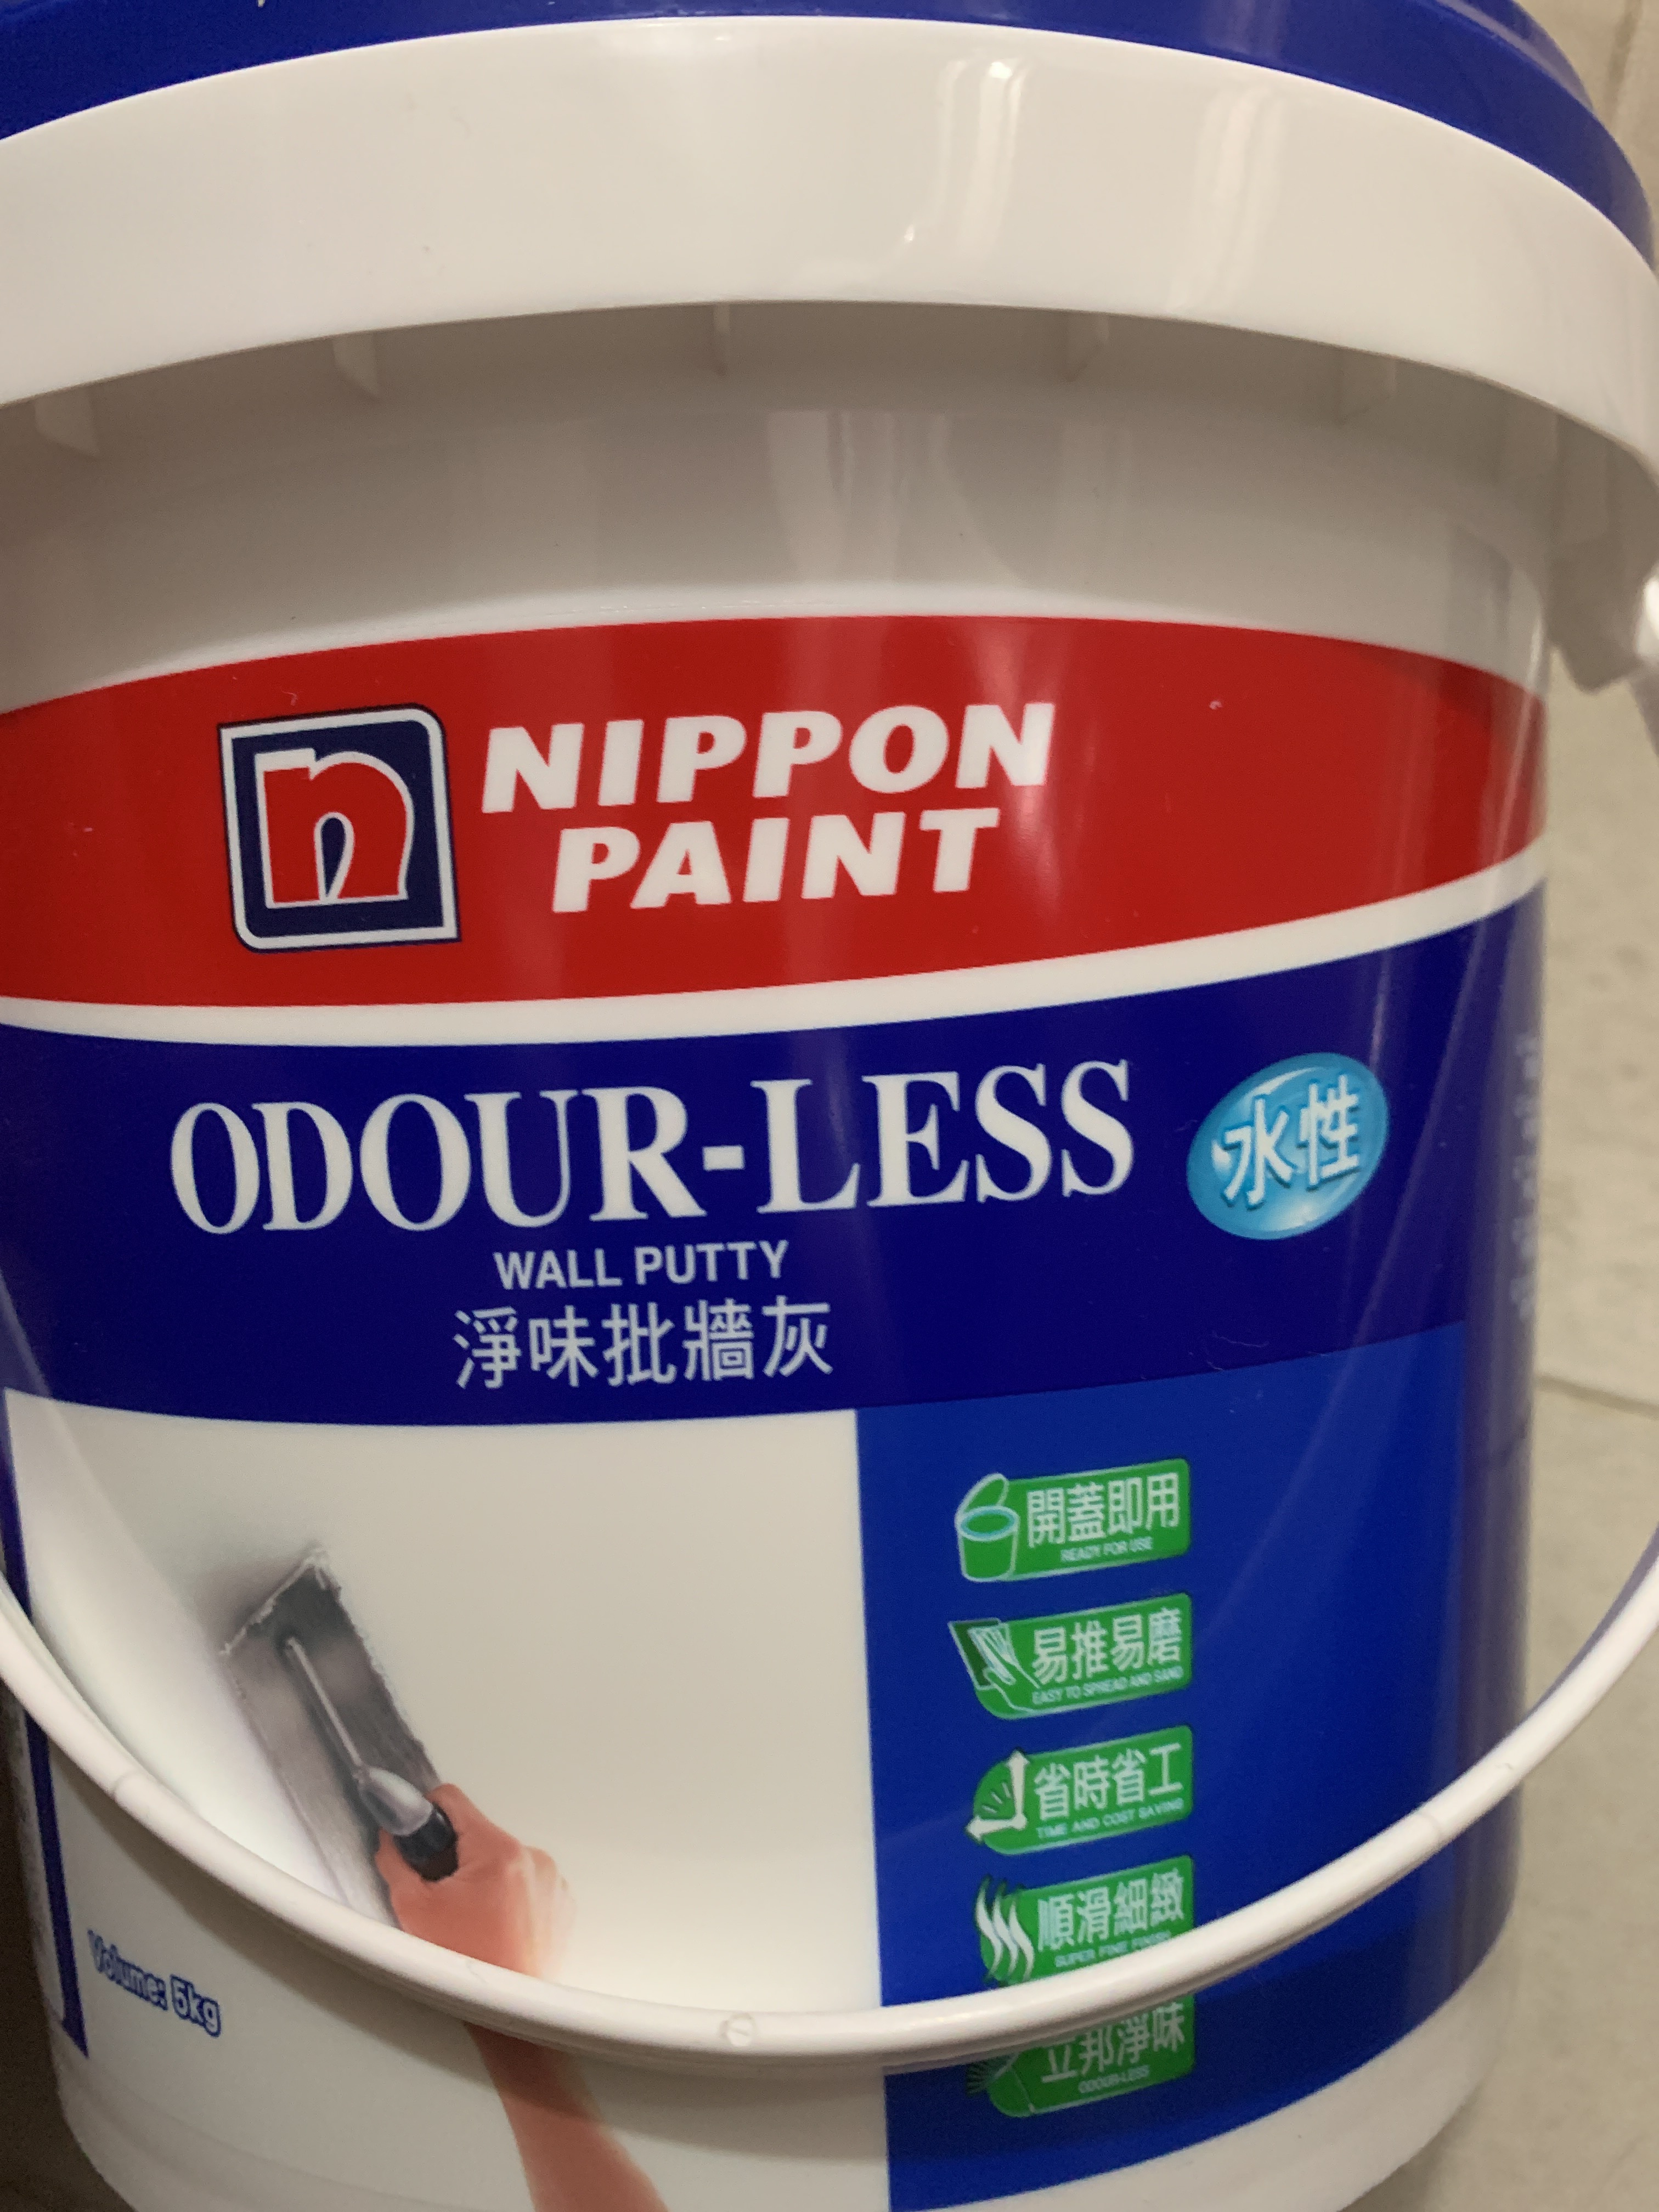 n
NIPPON
PAINT
ODOUR-LESS
水性
WALL PUTTY
淨味批牆灰
開蓋即用
READY FOR USE
易推易磨
EASY TO SPREAD AND SAND
省時省工
TIME AND COST SAVING
順滑細緻
SUPER FINE FINISH
立邦淨味
ODOUR-LESS
Volume: 5kg